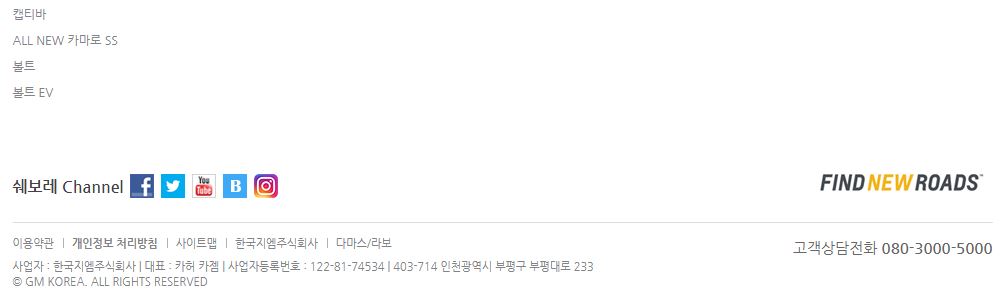 캡티바
ALL NEW 카마로 SS
볼트
볼트 EV
쉐보레 Channel
You
Tube
B
FIND NEW ROADS™
이용약관 | 개인정보 처리방침 | 사이트맵 | 한국지엠주식회사 | 다마스/라보
고객상담전화 080-3000-5000
사업자 : 한국지엠주식회사 | 대표 : 카허 카젬 | 사업자등록번호 : 122-81-74534 | 403-714 인천광역시 부평구 부평대로 233
© GM KOREA. ALL RIGHTS RESERVED